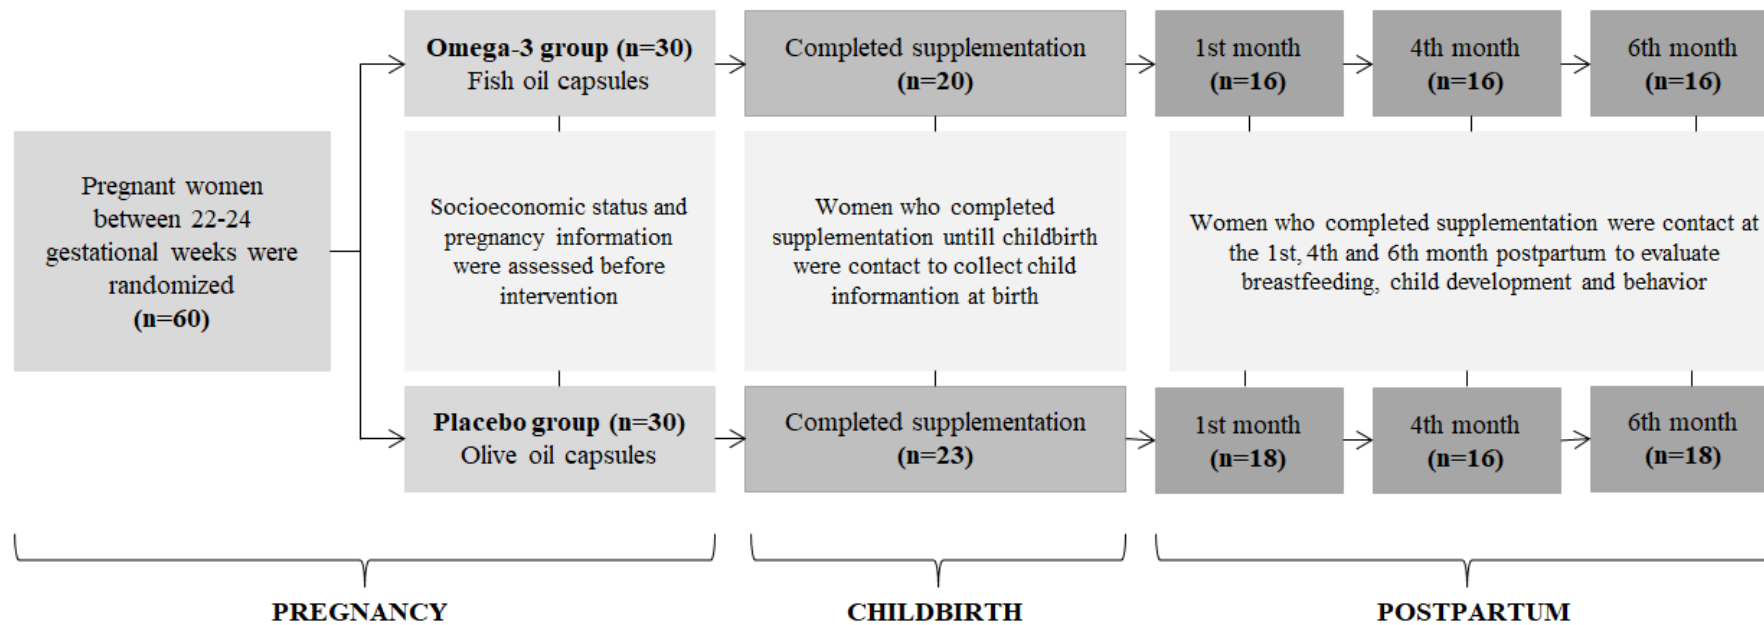 Pregnant women
between 22-24
gestational weeks were
randomized
(n=60)
Omega-3 group (n=30)
Fish oil capsules
Completed supplementation
(n=20)
1st month
(n=16)
4th month
(n=16)
6th month
(n=16)
Socioeconomic status and
pregnancy information
were assessed before
intervention
Women who completed
supplementation untill childbirth
were contact to collect child
informantion at birth
Women who completed supplementation were contact at
the 1st, 4th and 6th month postpartum to evaluate
breastfeeding, child development and behavior
Placebo group (n=30)
Olive oil capsules
Completed supplementation
(n=23)
1st month
(n=18)
4th month
(n=16)
6th month
(n=18)
PREGNANCY
CHILDBIRTH
POSTPARTUM